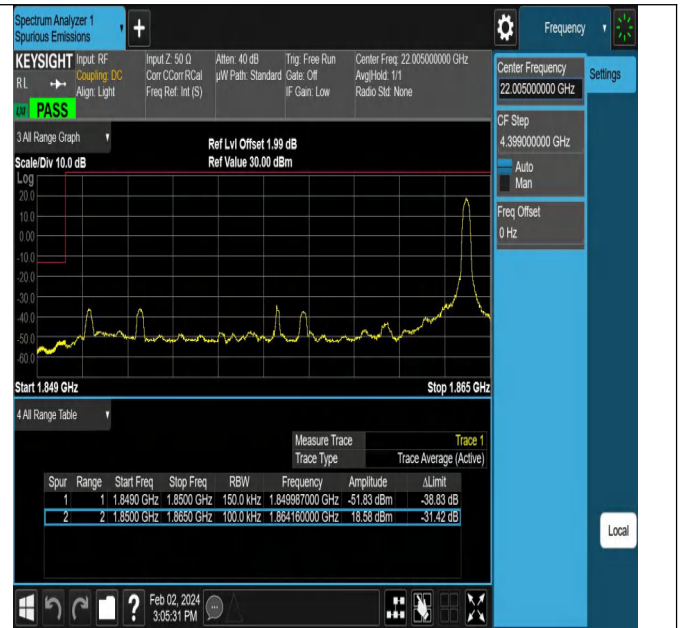 Spectrum Analyzer 1
Spurious Emissions
Frequency
KEYSIGHT Input: RF Input Z: 50 Ω Atten: 40 dB Trig: Free Run Center Freq: 22.005000000 GHz
RL Coupling: DC Corr CCorr RCal µW Path: Standard Gate: Off Avg|Hold: 1/1
Align: Light Freq Ref: Int (S) IF Gain: Low Radio Std: None
PASS
Center Frequency
22.005000000 GHz
Settings
CF Step
4.399000000 GHz
Auto
Man
Freq Offset
0 Hz
3 All Range Graph
Ref Lvl Offset 1.99 dB
Scale/Div 10.0 dB Ref Value 30.00 dBm
Log
20.0
10.0
0.00
-10.0
-20.0
-30.0
-40.0
-50.0
-60.0
Start 1.849 GHz Stop 1.865 GHz
4 All Range Table
Measure Trace Trace 1
Trace Type Trace Average (Active)
Spur Range Start Freq Stop Freq RBW Frequency Amplitude ΔLimit
1 1 1.8490 GHz 1.8500 GHz 150.0 kHz 1.849987000 GHz -51.83 dBm -38.83 dB
2 2 1.8500 GHz 1.8650 GHz 100.0 kHz 1.864160000 GHz 18.58 dBm -31.42 dB
Local
? Feb 02, 2024
3:05:31 PM